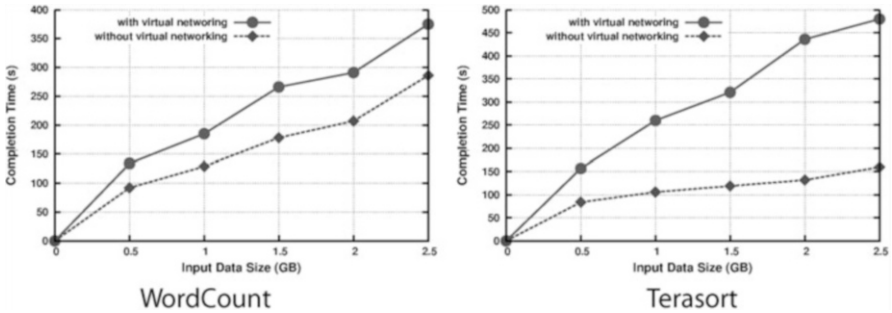 400
350
300
250
200
150
100
50
0
Completion Time (s)
with virtual networing
without virtual networking
0 0.5 1 1.5 2 2.5
Input Data Size (GB)
WordCount
500
450
400
350
300
250
200
150
100
50
0
Completion Time (s)
with virtual networing
without virtual networking
0 0.5 1 1.5 2 2.5
Input Data Size (GB)
Terasort